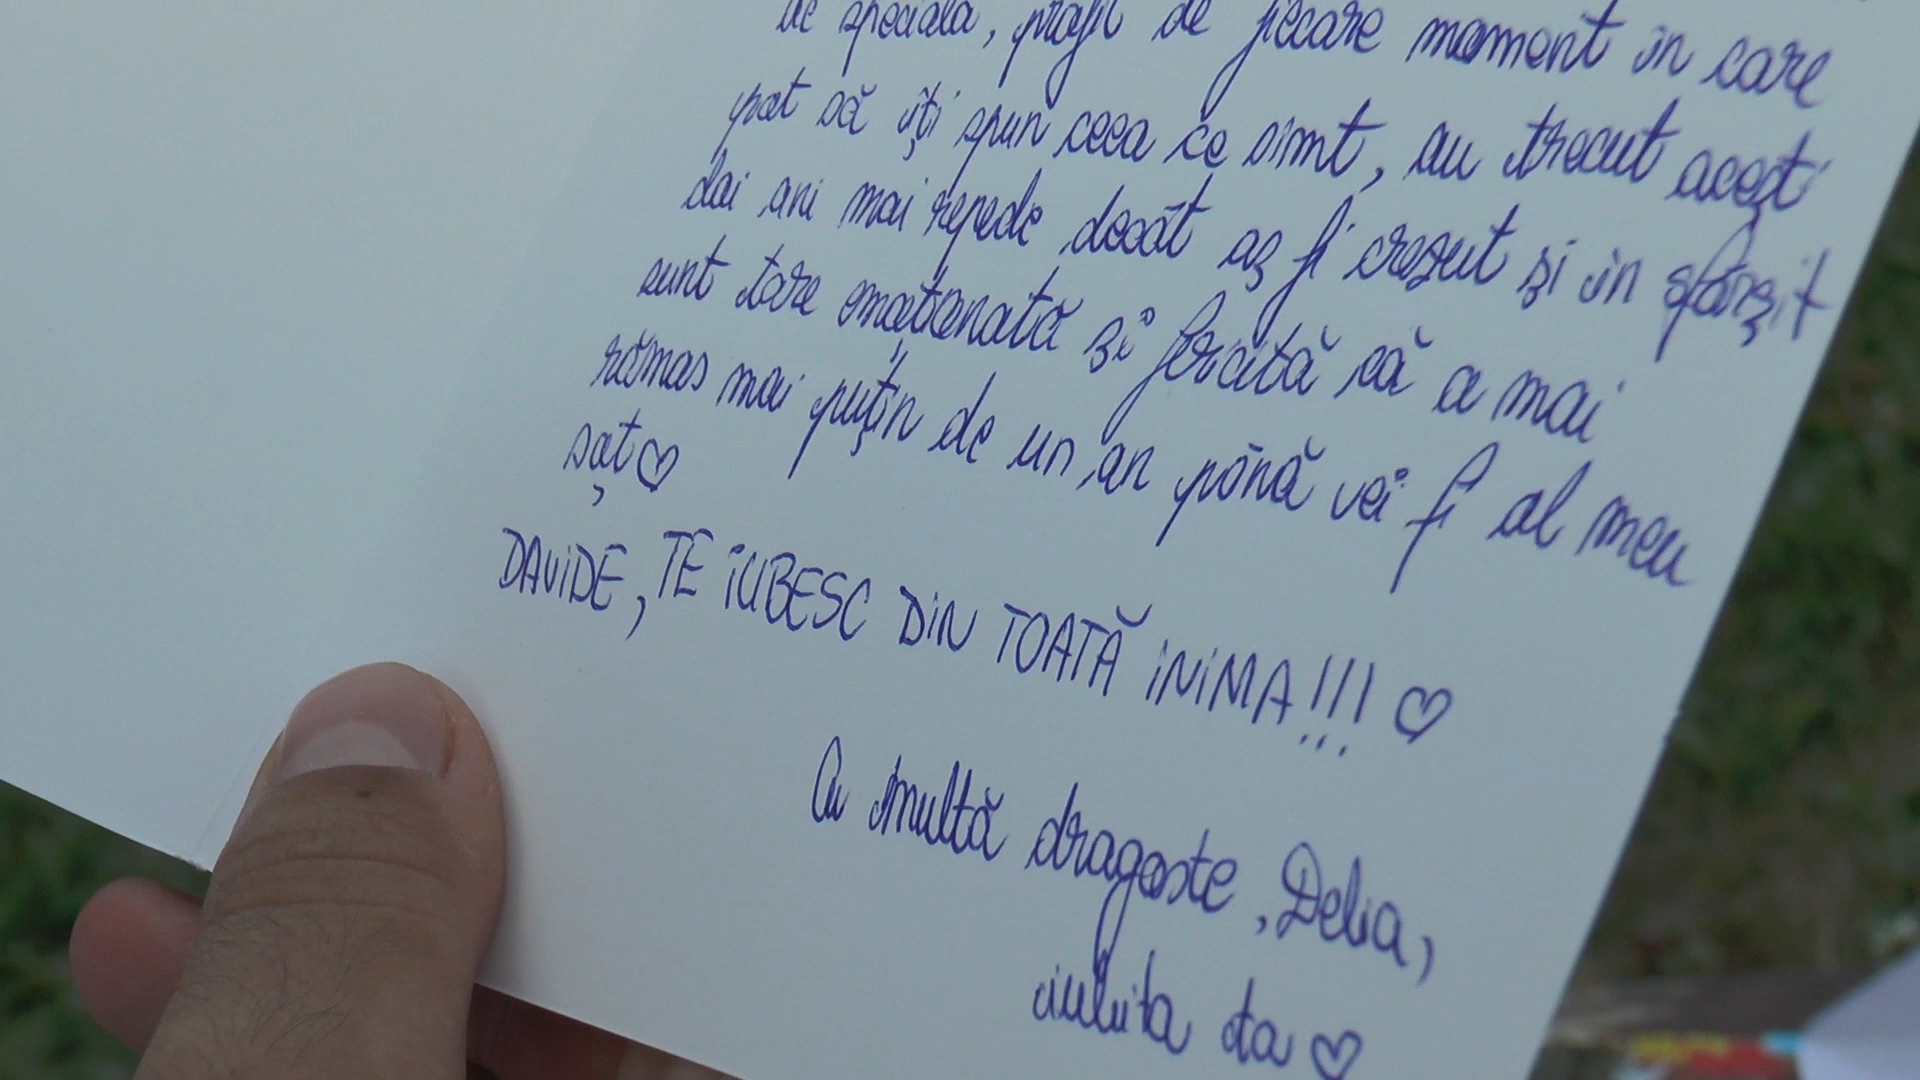 de specială, profit de fiecare moment in care
pot să îți spun ceea ce simt, au trecut acești
doi ani mai repede decât aș fi crezut și in sfârșit
sunt tare emoționată și fericită că a mai
rămas mai puțin de un an până vei fi al meu
soț♡
DAViDE, TE iUBESC DiN TOATĂ iNiMA!!! ♡
Cu multă dragoste, Delia,
iubita ta ♡